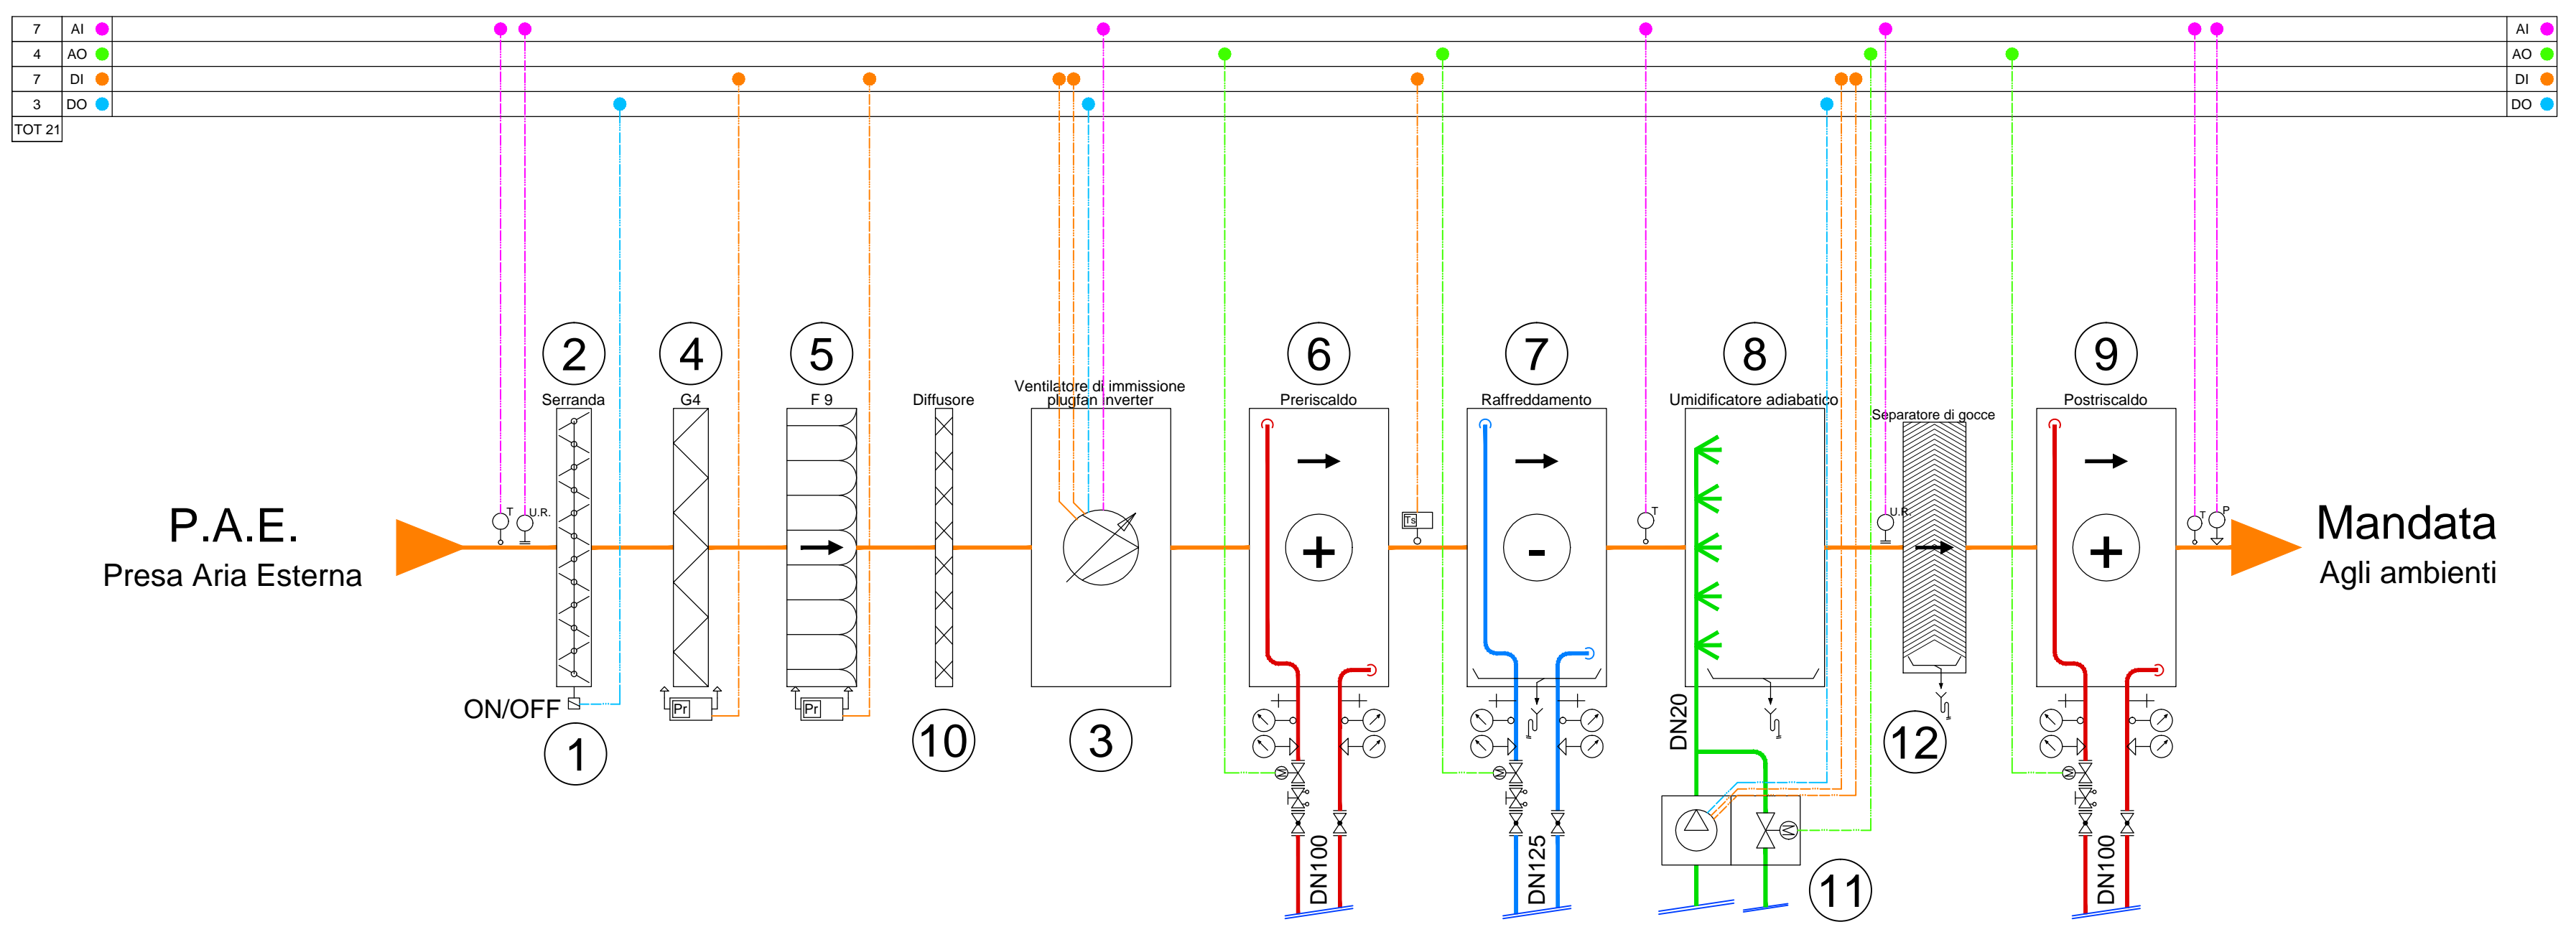 7 AI AI
4 AO AO
7 DI DI
3 DO DO
TOT 21
2 4 5 6 7 8 9
Ventilatore di immissione
Serranda G4 F 9 Diffusore plugfan inverter Preriscaldo Raffreddamento Umidificatore adiabatico Postriscaldo
Separatore di gocce
T U.R. Ts T U.R. T P
P.A.E. Mandata
Presa Aria Esterna + - + Agli ambienti
ON/OFF Pr Pr
1 10 3 DN20 12
M M M
M
DN100 DN125 DN100
11